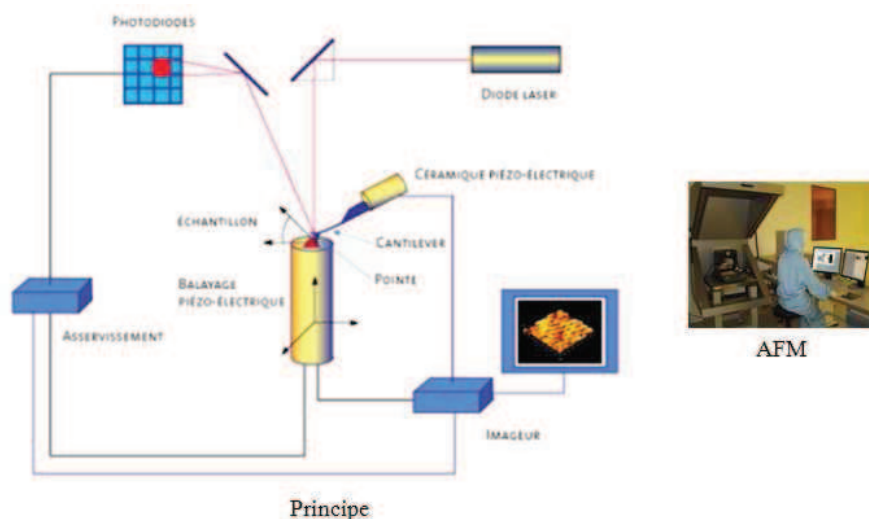 PHOTODIODES
DIODE LASER
CÉRAMIQUE PIÉZO-ÉLECTRIQUE
ÉCHANTILLON
CANTILEVER
POINTE
BALAYAGE
PIÉZO-ÉLECTRIQUE
ASSERVISSEMENT
IMAGEUR
AFM
Principe